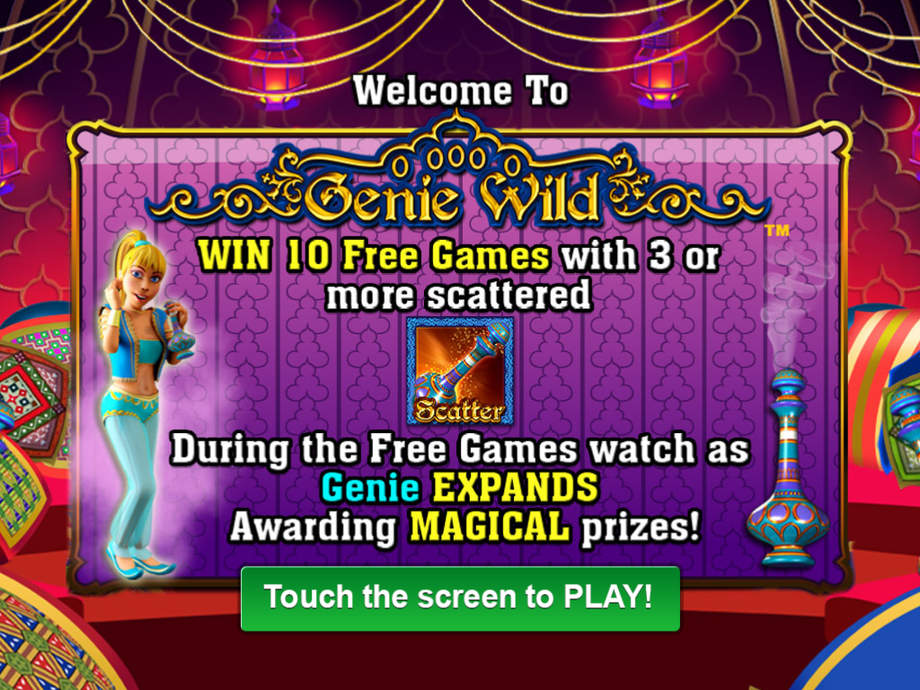 Welcome To
Genie Wild
TM
WIN 10 Free Games with 3 or
more scattered
Scatter
During the Free Games watch as
Genie EXPANDS
Awarding MAGICAL prizes!
Touch the screen to PLAY!